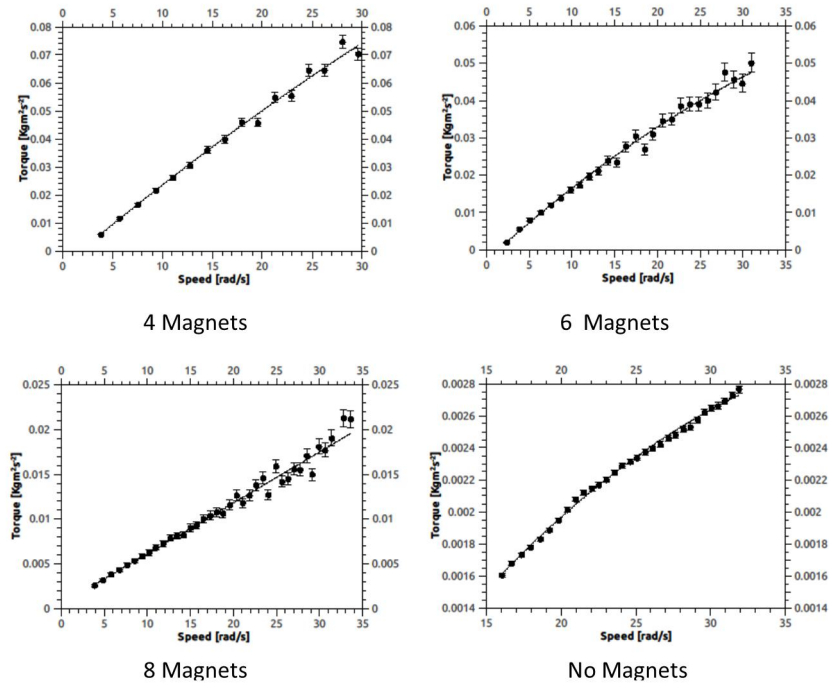 0 5 10 15 20 25 30
0.08 0.08
0.07 0.07
0.06 0.06
0.05 0.05
0.04 0.04
0.03 0.03
0.02 0.02
0.01 0.01
0 0
Torque [Kgm²s⁻²]
0 5 10 15 20 25 30
Speed [rad/s]
4 Magnets
0 5 10 15 20 25 30 35
0.06 0.06
0.05 0.05
0.04 0.04
0.03 0.03
0.02 0.02
0.01 0.01
0 0
Torque [Kgm²s⁻²]
0 5 10 15 20 25 30 35
Speed [rad/s]
6 Magnets
0 5 10 15 20 25 30 35
0.025 0.025
0.02 0.02
0.015 0.015
0.01 0.01
0.005 0.005
0 0
Torque [Kgm²s⁻²]
0 5 10 15 20 25 30 35
Speed [rad/s]
8 Magnets
15 20 25 30 35
0.0028 0.0028
0.0026 0.0026
0.0024 0.0024
0.0022 0.0022
0.002 0.002
0.0018 0.0018
0.0016 0.0016
0.0014 0.0014
Torque [Kgm²s⁻²]
15 20 25 30 35
Speed [rad/s]
No Magnets